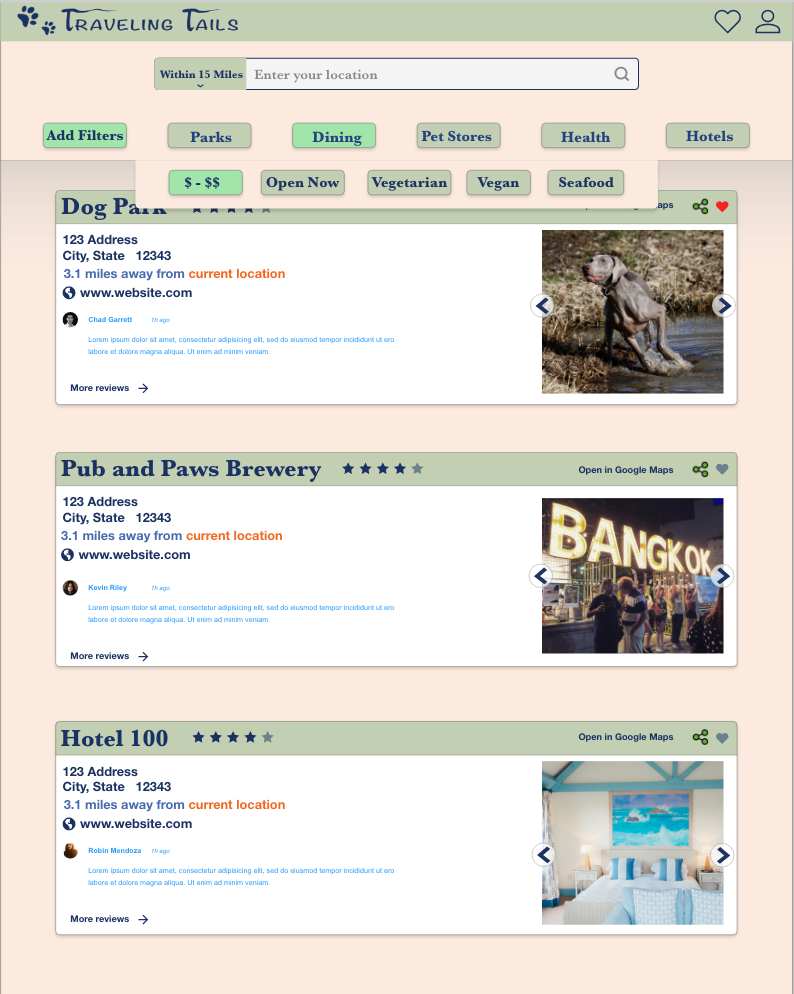 Traveling Tails
Within 15 Miles Enter your location
Add Filters Parks Dining Pet Stores Health Hotels
$ - $$ Open Now Vegetarian Vegan Seafood
Dog Park
123 Address
City, State 12343
3.1 miles away from current location
www.website.com
Chad Garrett 1h ago
Lorem ipsum dolor sit amet, consectetur adipisicing elit, sed do eiusmod tempor incididunt ut ero
labore et dolore magna aliqua. Ut enim ad minim veniam.
More reviews
Pub and Paws Brewery Open in Google Maps
123 Address
City, State 12343
3.1 miles away from current location
www.website.com
BANGKOK
Kevin Riley 1h ago
Lorem ipsum dolor sit amet, consectetur adipisicing elit, sed do eiusmod tempor incididunt ut ero
labore et dolore magna aliqua. Ut enim ad minim veniam.
More reviews
Hotel 100 Open in Google Maps
123 Address
City, State 12343
3.1 miles away from current location
www.website.com
Robin Mendoza 1h ago
Lorem ipsum dolor sit amet, consectetur adipisicing elit, sed do eiusmod tempor incididunt ut ero
labore et dolore magna aliqua. Ut enim ad minim veniam.
More reviews